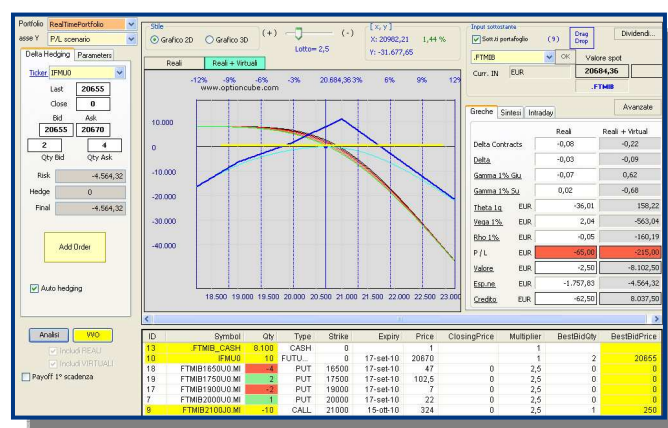 Portfolio RealTimePortfolio
asse Y P/L scenario
Delta Hedging Parameters
Ticker IFMU0
Last 20655
Close 0
Bid Ask
20655 20670
2 4
Qty Bid Qty Ask
Risk -4.564,32
Hedge 0
Final -4.564,32
Add Order
Auto hedging
Analisi VVO
Includi REALI
Includi VIRTUALI
Payoff 1° scadenza
Stile
Grafico 2D Grafico 3D
(+) (-)
Lotto= 2,5
[x, y]
X: 20982,21 1,44 %
Y: -31.677,65
Reali Reali + Virtuali
-12% -9% -6% -3% 20.684,36 3% 6% 9% 12%
www.optioncube.com
10.000
0
-10.000
-20.000
-30.000
-40.000
18.500 19.000 19.500 20.000 20.500 21.000 21.500 22.000 22.500 23.000
Input sottostante
Sott.ti portafoglio (9) Drag Drop Dividendi...
.FTMIB OK Valore spot
Curr. IN EUR 20684,36
.FTMIB
Greche Sintesi Intraday Avanzate
Reali Reali + Virtual
Delta Contracts -0,08 -0,22
Delta -0,03 -0,09
Gamma 1% Giu -0,07 0,62
Gamma 1% Su 0,02 -0,68
Theta 1g EUR -36,01 158,22
Vega 1% EUR 2,04 -563,04
Rho 1% EUR -0,05 -160,19
P / L EUR -65,00 -215,00
Valore EUR -2,50 -8.102,50
Esp.ne EUR -1.757,83 -4.564,32
Credito EUR -62,50 8.037,50
ID Symbol Qty Type Strike Expiry Price ClosingPrice Multiplier BestBidQty BestBidPrice
13 .FTMIB_CASH 8.100 CASH 0 1 1
10 IFMU0 10 FUTU... 0 17-set-10 20670 1 2 20655
18 FTMIB1650U0.MI -4 PUT 16500 17-set-10 47 0 2,5 0 0
19 FTMIB1750U0.MI 2 PUT 17500 17-set-10 102,5 0 2,5 0 0
17 FTMIB1900U0.MI -2 PUT 19000 17-set-10 7 0 2,5 0 0
7 FTMIB2000U0.MI 1 PUT 20000 17-set-10 22 0 2,5 0 0
9 FTMIB2100J0.MI -10 CALL 21000 15-ott-10 324 0 2,5 1 250